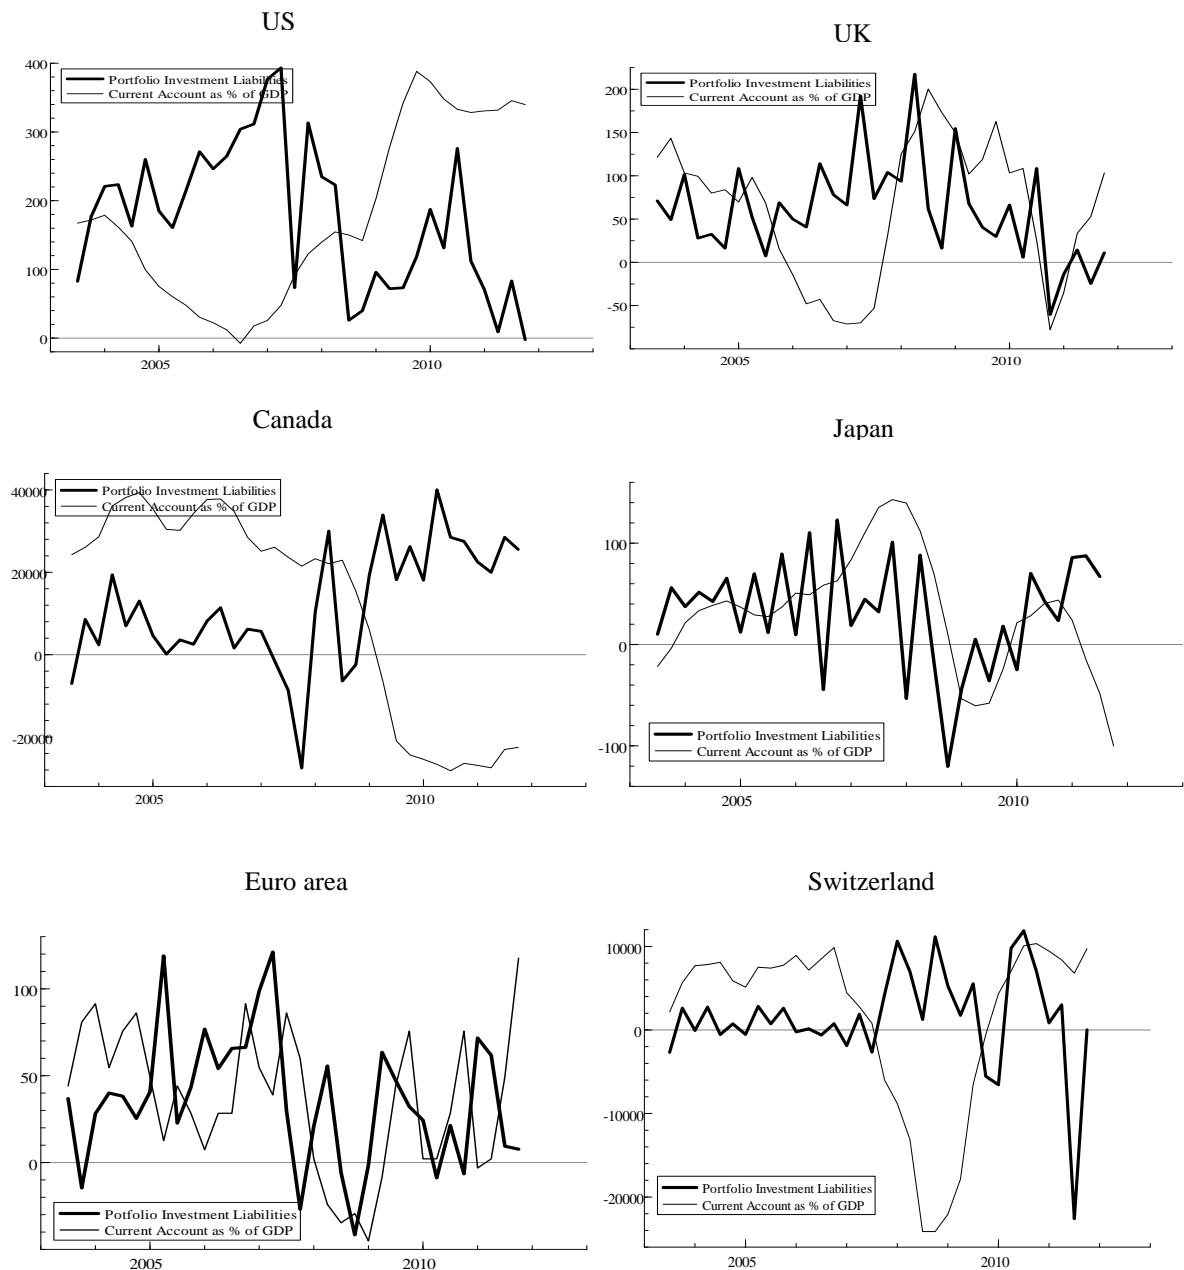 US
400
300
200
100
0
Portfolio Investment Liabilities
Current Account as % of GDP
2005
2010
UK
200
150
100
50
0
-50
Portfolio Investment Liabilities
Current Account as % of GDP
2005
2010
Canada
40000
20000
0
-20000
Portfolio Investment Liabilities
Current Account as % of GDP
2005
2010
Japan
100
0
-100
Portfolio Investment Liabilities
Current Account as % of GDP
2005
2010
Euro area
100
50
0
Portfolio Investment Liabilities
Current Account as % of GDP
2005
2010
Switzerland
10000
0
-10000
-20000
Portfolio Investment Liabilities
Current Account as % of GDP
2005
2010